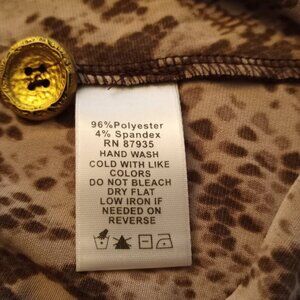 96%Polyester
4% Spandex
RN 87935
HAND WASH
COLD WITH LIKE
COLORS
DO NOT BLEACH
DRY FLAT
LOW IRON IF
NEEDED ON
REVERSE